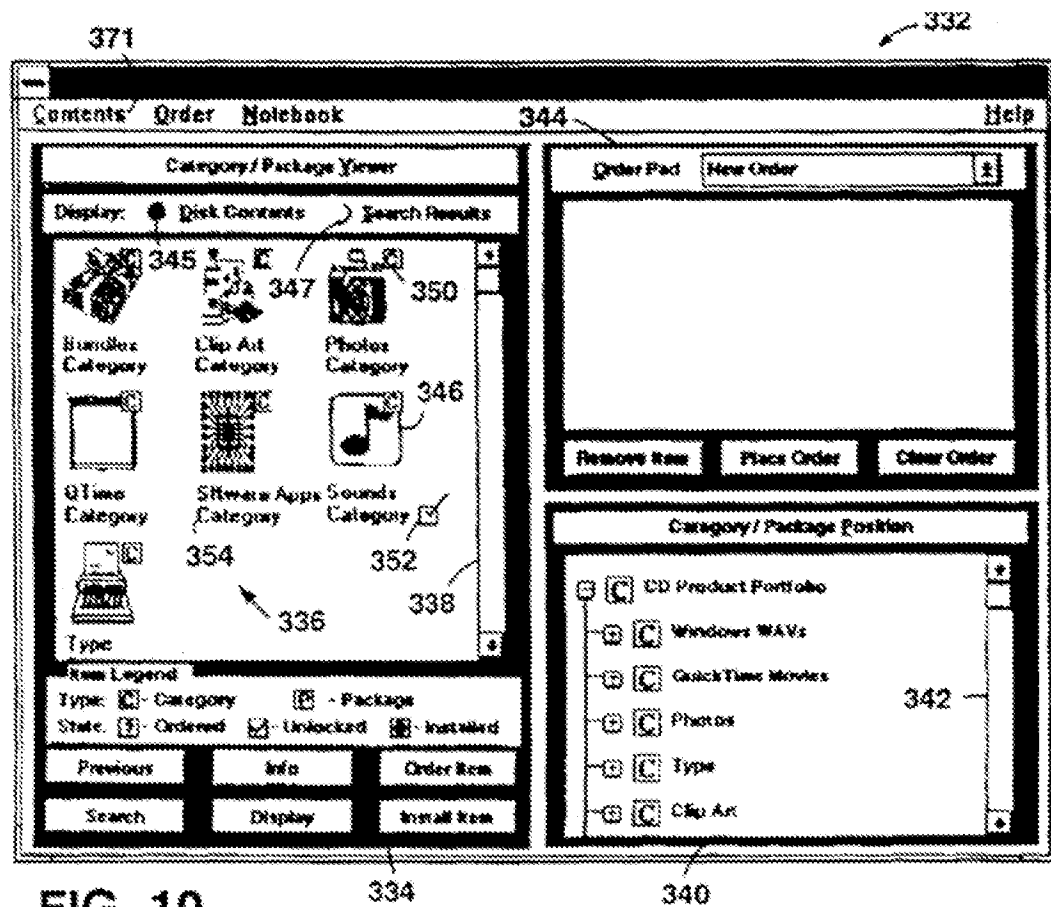 332
371
Contents Order Notebook Help
344
Category / Package Viewer
Display: Disk Contents Search Results
345 347 350
Bundles Category
Clip Art Category
Photos Category
346
QTime Category
Sftware Apps Category
Sounds Category
354 352 338
336
Type
Item Legend
Type: C - Category P - Package
State: - Ordered - Unlocked - Installed
Previous Info Order Item
Search Display Install Item
334
Order Pad New Order
Remove Item Place Order Clear Order
Category / Package Position
C CD Product Portfolio
C Windows WAVs
C QuickTime Movies
C Photos
C Type
C Clip Art
342
340
FIG. 10